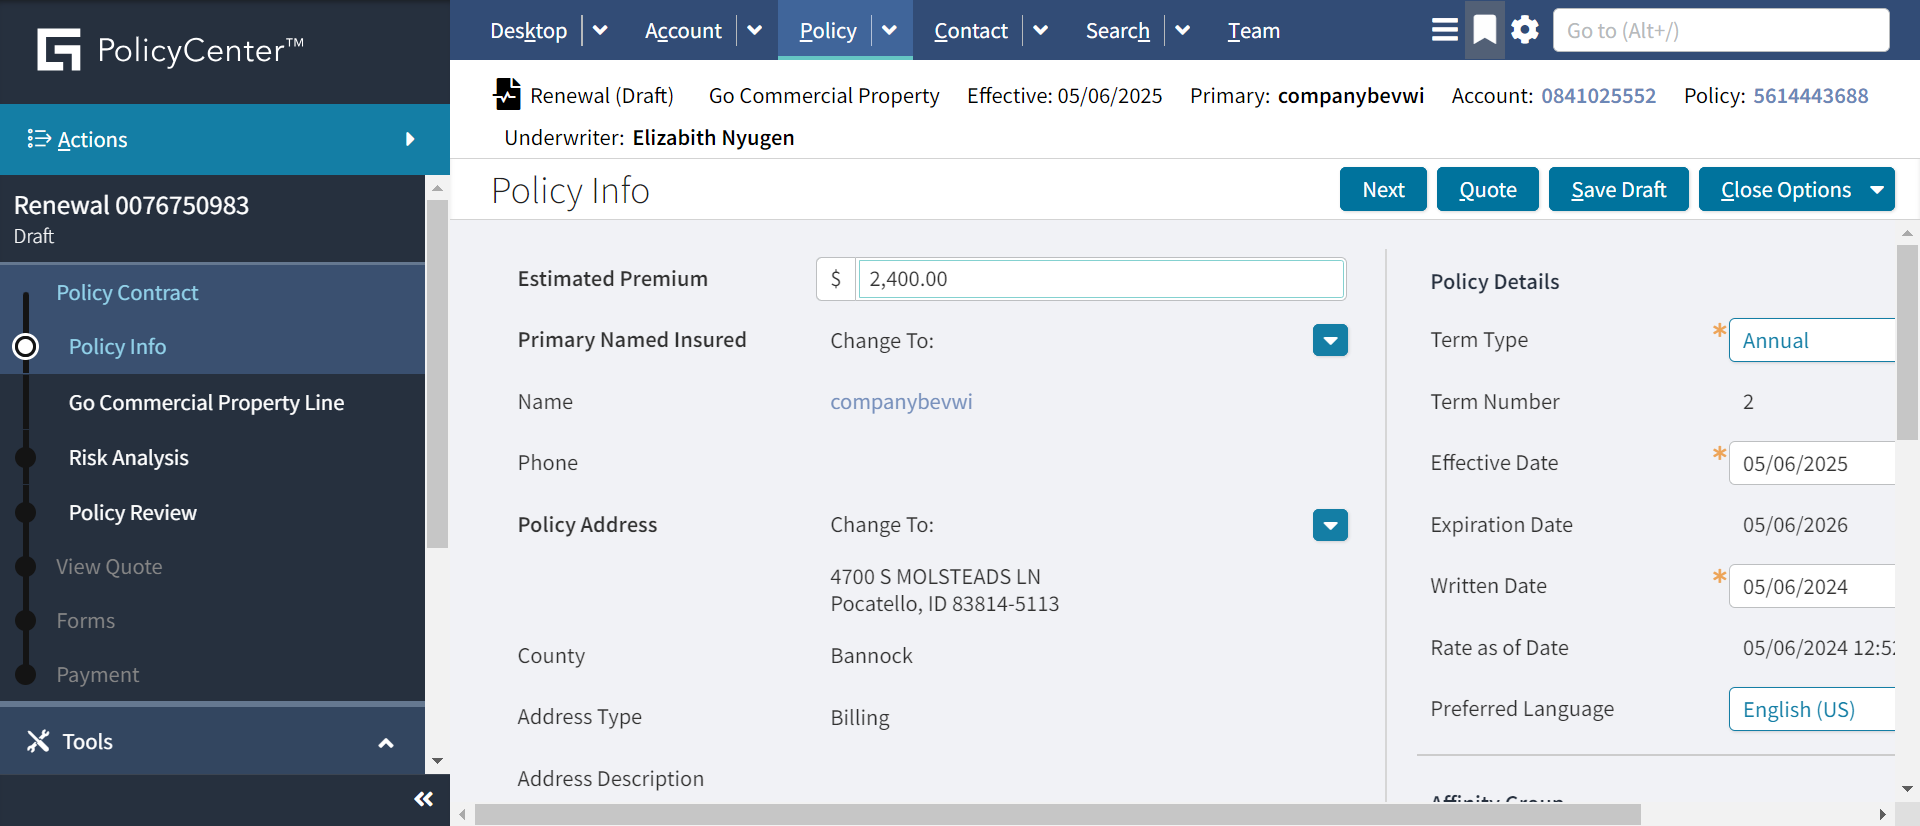 PolicyCenter™
Desktop
Account
Policy
Contact
Search
Team
Go to (Alt+/)
Actions
Renewal (Draft) Go Commercial Property Effective: 05/06/2025 Primary: companybevwi Account: 0841025552 Policy: 5614443688
Underwriter: Elizabith Nyugen
Renewal 0076750983
Draft
Policy Contract
Policy Info
Go Commercial Property Line
Risk Analysis
Policy Review
View Quote
Forms
Payment
Tools
Policy Info
Next
Quote
Save Draft
Close Options
Estimated Premium $ 2,400.00
Primary Named Insured Change To:
Name companybevwi
Phone
Policy Address Change To:
4700 S MOLSTEADS LN
Pocatello, ID 83814-5113
County Bannock
Address Type Billing
Address Description
Policy Details
Term Type * Annual
Term Number 2
Effective Date * 05/06/2025
Expiration Date 05/06/2026
Written Date * 05/06/2024
Rate as of Date 05/06/2024 12:52
Preferred Language English (US)
Affinity Group